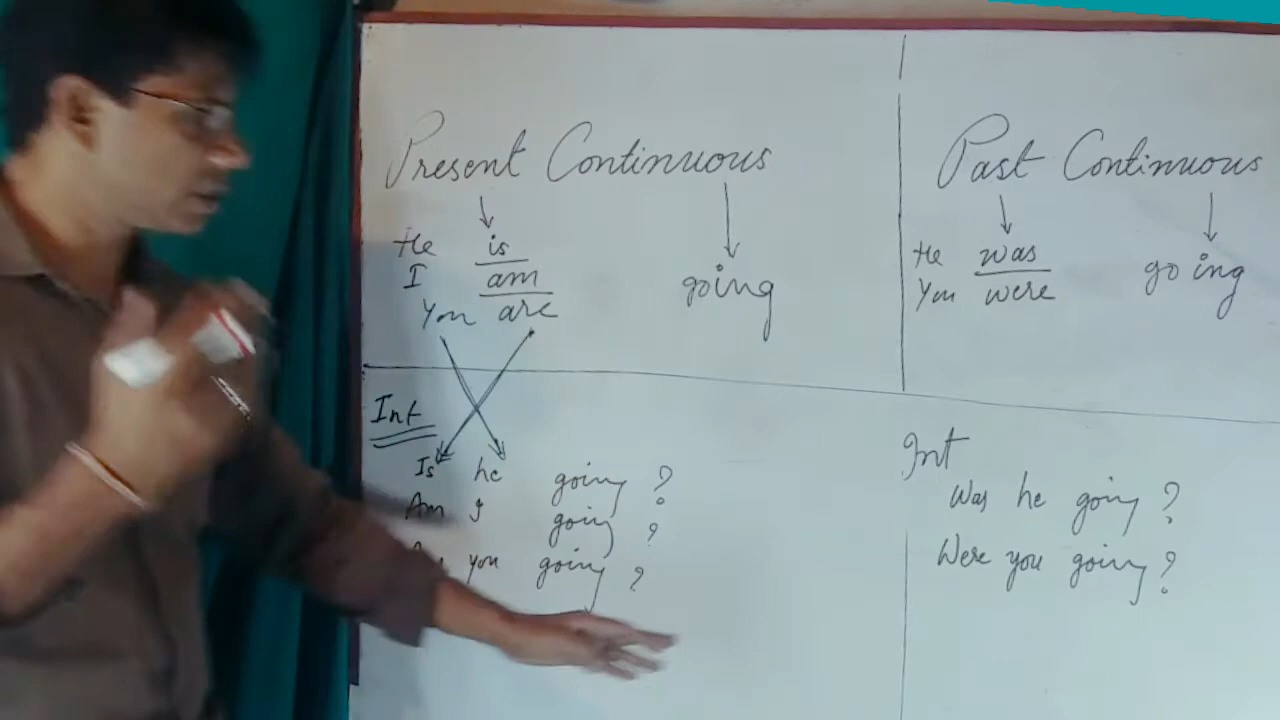 Present Continuous
He is
I am going
You are
Int
Is he going ?
Am I going ?
you going ?
Past Continuous
He was
You were going
Int
Was he going ?
Were you going ?